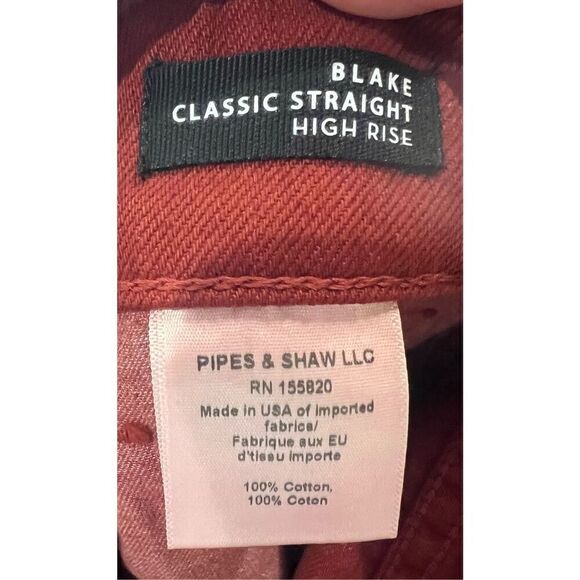 BLAKE
CLASSIC STRAIGHT
HIGH RISE
PIPES & SHAW LLC
RN 155820
Made in USA of imported
fabrics/
Fabrique aux EU
d'tissu importe
100% Cotton,
100% Coton